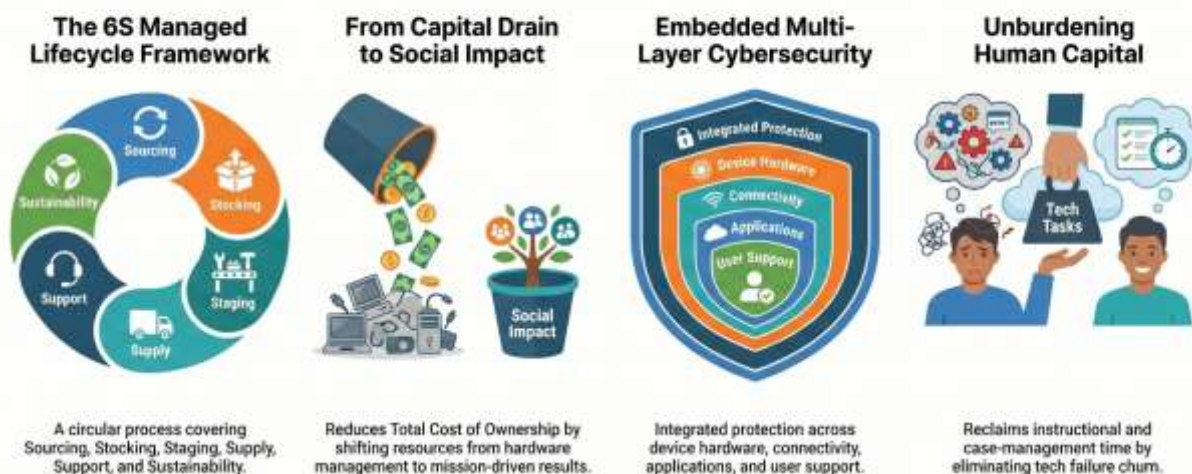 The 6S Managed
Lifecycle Framework
Sourcing
Stocking
Staging
Supply
Support
Sustainability
A circular process covering
Sourcing, Stocking, Staging, Supply,
Support, and Sustainability.
From Capital Drain
to Social Impact
Social
Impact
Reduces Total Cost of Ownership by
shifting resources from hardware
management to mission-driven results.
Embedded Multi-
Layer Cybersecurity
Integrated Protection
Device Hardware
Connectivity
Applications
User Support
Integrated protection across
device hardware, connectivity,
applications, and user support.
Unburdening
Human Capital
Tech
Tasks
Reclaims instructional and
case-management time by
eliminating tech failure churn.